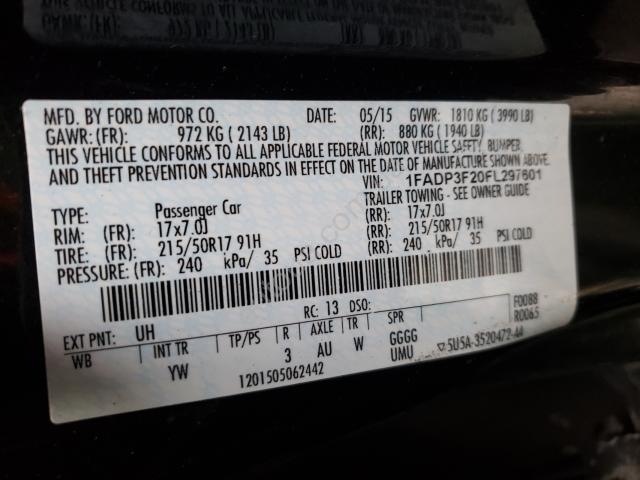 MFD. BY FORD MOTOR CO. DATE: 05/15 GVWR: 1810 KG ( 3990 LB)
GAWR: (FR): 972 KG ( 2143 LB) (RR): 880 KG ( 1940 LB)
THIS VEHICLE CONFORMS TO ALL APPLICABLE FEDERAL MOTOR VEHICLE SAFETY, BUMPER,
AND THEFT PREVENTION STANDARDS IN EFFECT ON THE DATE OF MANUFACTURE SHOWN ABOVE.
VIN: 1FADP3F20FL297601
TYPE: Passenger Car TRAILER TOWING - SEE OWNER GUIDE
RIM: (FR): 17x7.0J (RR): 17x7.0J
TIRE: (FR): 215/50R17 91H (RR): 215/50R17 91H
PRESSURE: (FR): 240 kPa/ 35 PSI COLD (RR): 240 kPa/ 35 PSI COLD
RC: 13 DSO: F0088
EXT PNT: UH R0065
WB INT TR TP/PS R AXLE TR SPR
YW 3 AU W GGGG
UMU 5U5A-3520472-AA
1201505062442